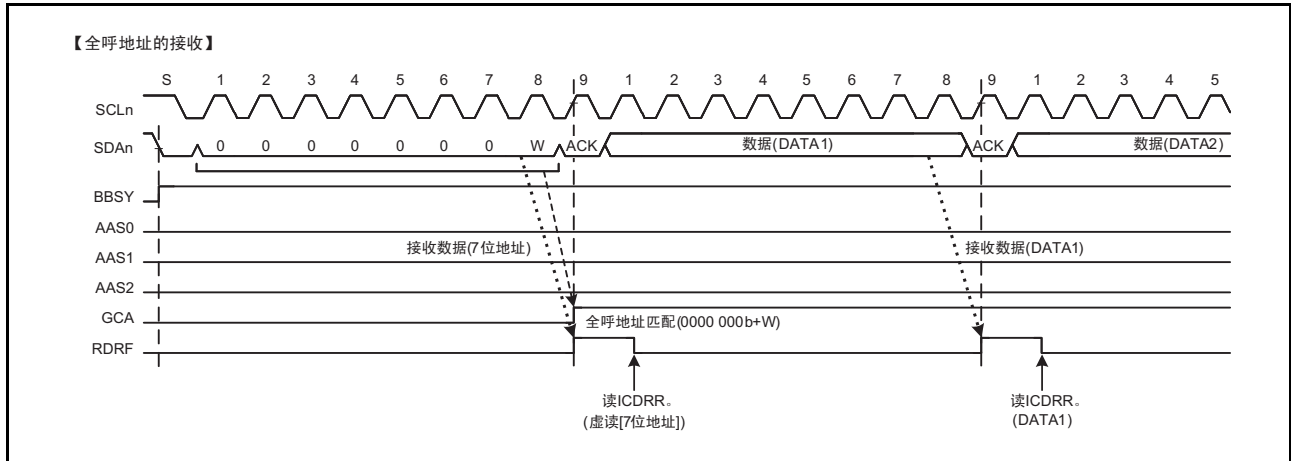 【全呼地址的接收】
S 1 2 3 4 5 6 7 8 9 1 2 3 4 5 6 7 8 9 1 2 3 4 5
SCLn
SDAn 0 0 0 0 0 0 0 W ACK 数据(DATA1) ACK 数据(DATA2)
BBSY
AAS0
接收数据(7位地址) 接收数据(DATA1)
AAS1
AAS2
GCA
全呼地址匹配(0000 000b+W)
RDRF
读ICDRR。 读ICDRR。
(虚读[7位地址]) (DATA1)